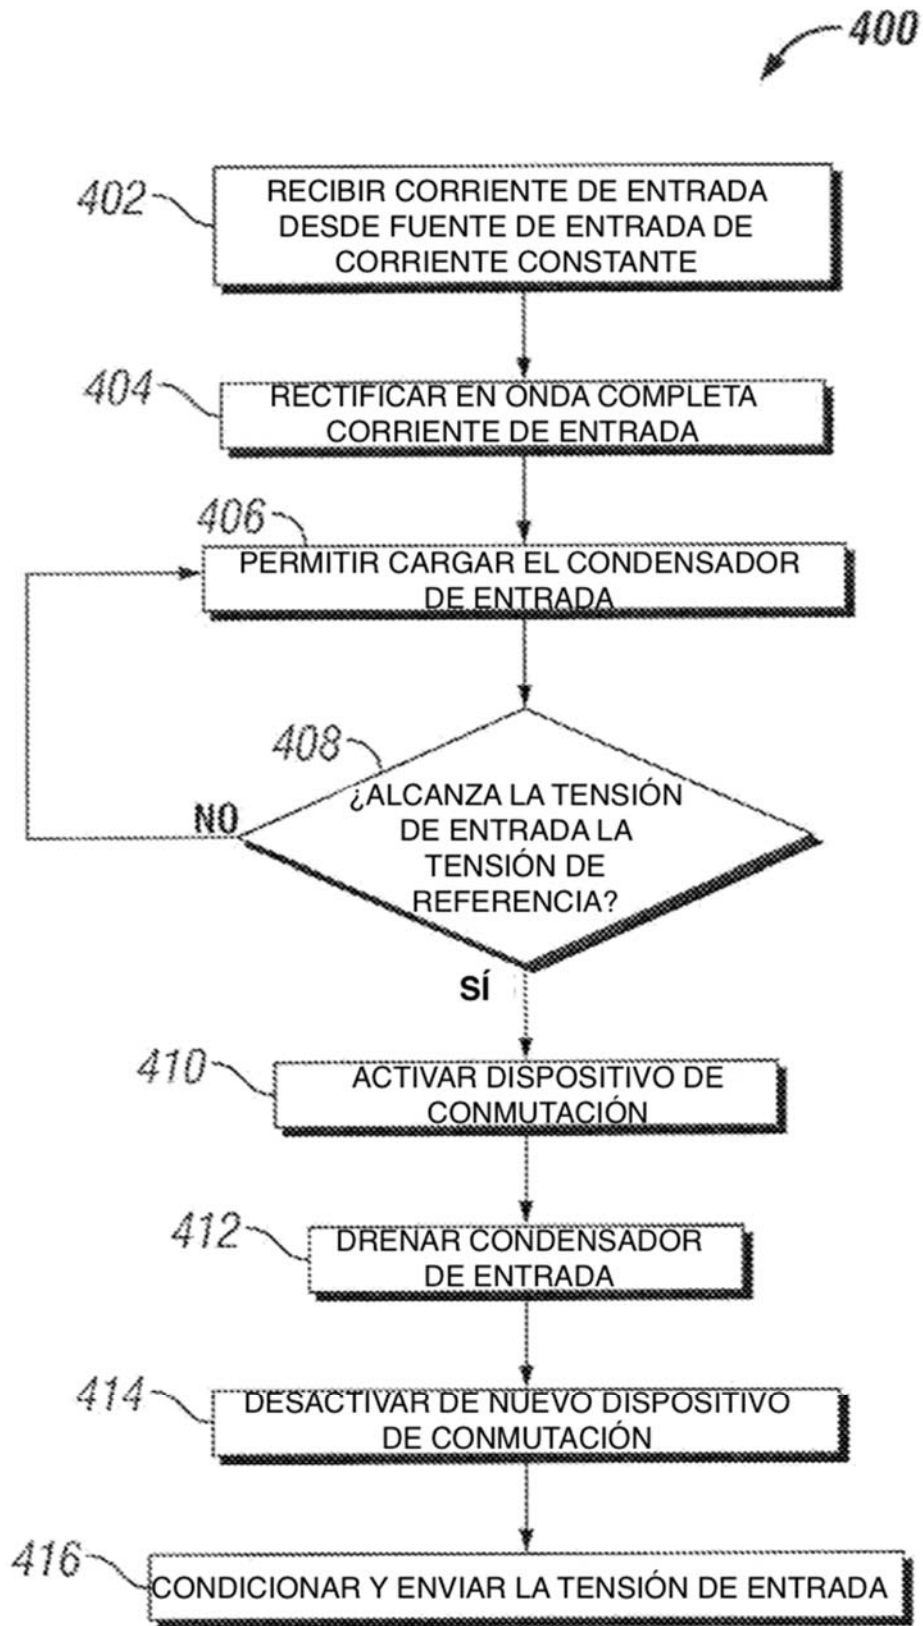 400
402
RECIBIR CORRIENTE DE ENTRADA
DESDE FUENTE DE ENTRADA DE
CORRIENTE CONSTANTE
404
RECTIFICAR EN ONDA COMPLETA
CORRIENTE DE ENTRADA
406
PERMITIR CARGAR EL CONDENSADOR
DE ENTRADA
408
¿ALCANZA LA TENSIÓN
DE ENTRADA LA
TENSIÓN DE
REFERENCIA?
NO
SÍ
410
ACTIVAR DISPOSITIVO DE
CONMUTACIÓN
412
DRENAR CONDENSADOR
DE ENTRADA
414
DESACTIVAR DE NUEVO DISPOSITIVO
DE CONMUTACIÓN
416
CONDICIONAR Y ENVIAR LA TENSIÓN DE ENTRADA